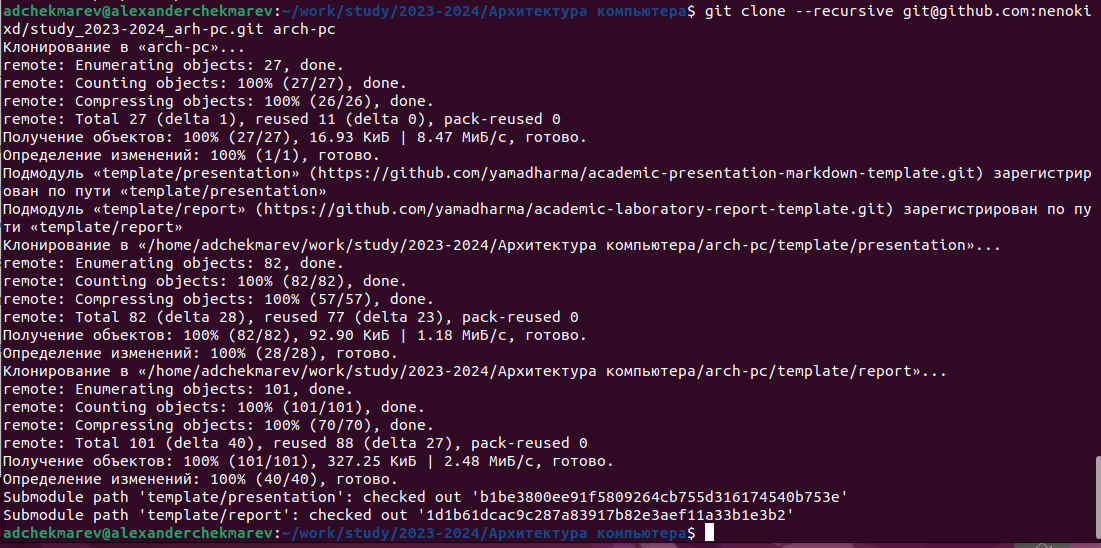 adchekmarev@alexanderchekmarev:~/work/study/2023-2024/Архитектура компьютера$ git clone --recursive git@github.com:nenoki
xd/study_2023-2024_arh-pc.git arch-pc
Клонирование в «arch-pc»...
remote: Enumerating objects: 27, done.
remote: Counting objects: 100% (27/27), done.
remote: Compressing objects: 100% (26/26), done.
remote: Total 27 (delta 1), reused 11 (delta 0), pack-reused 0
Получение объектов: 100% (27/27), 16.93 КиБ | 8.47 МиБ/с, готово.
Определение изменений: 100% (1/1), готово.
Подмодуль «template/presentation» (https://github.com/yamadharma/academic-presentation-markdown-template.git) зарегистрир
ован по пути «template/presentation»
Подмодуль «template/report» (https://github.com/yamadharma/academic-laboratory-report-template.git) зарегистрирован по пу
ти «template/report»
Клонирование в «/home/adchekmarev/work/study/2023-2024/Архитектура компьютера/arch-pc/template/presentation»...
remote: Enumerating objects: 82, done.
remote: Counting objects: 100% (82/82), done.
remote: Compressing objects: 100% (57/57), done.
remote: Total 82 (delta 28), reused 77 (delta 23), pack-reused 0
Получение объектов: 100% (82/82), 92.90 КиБ | 1.18 МиБ/с, готово.
Определение изменений: 100% (28/28), готово.
Клонирование в «/home/adchekmarev/work/study/2023-2024/Архитектура компьютера/arch-pc/template/report»...
remote: Enumerating objects: 101, done.
remote: Counting objects: 100% (101/101), done.
remote: Compressing objects: 100% (70/70), done.
remote: Total 101 (delta 40), reused 88 (delta 27), pack-reused 0
Получение объектов: 100% (101/101), 327.25 КиБ | 2.48 МиБ/с, готово.
Определение изменений: 100% (40/40), готово.
Submodule path 'template/presentation': checked out 'b1be3800ee91f5809264cb755d316174540b753e'
Submodule path 'template/report': checked out '1d1b61dcac9c287a83917b82e3aef11a33b1e3b2'
adchekmarev@alexanderchekmarev:~/work/study/2023-2024/Архитектура компьютера$